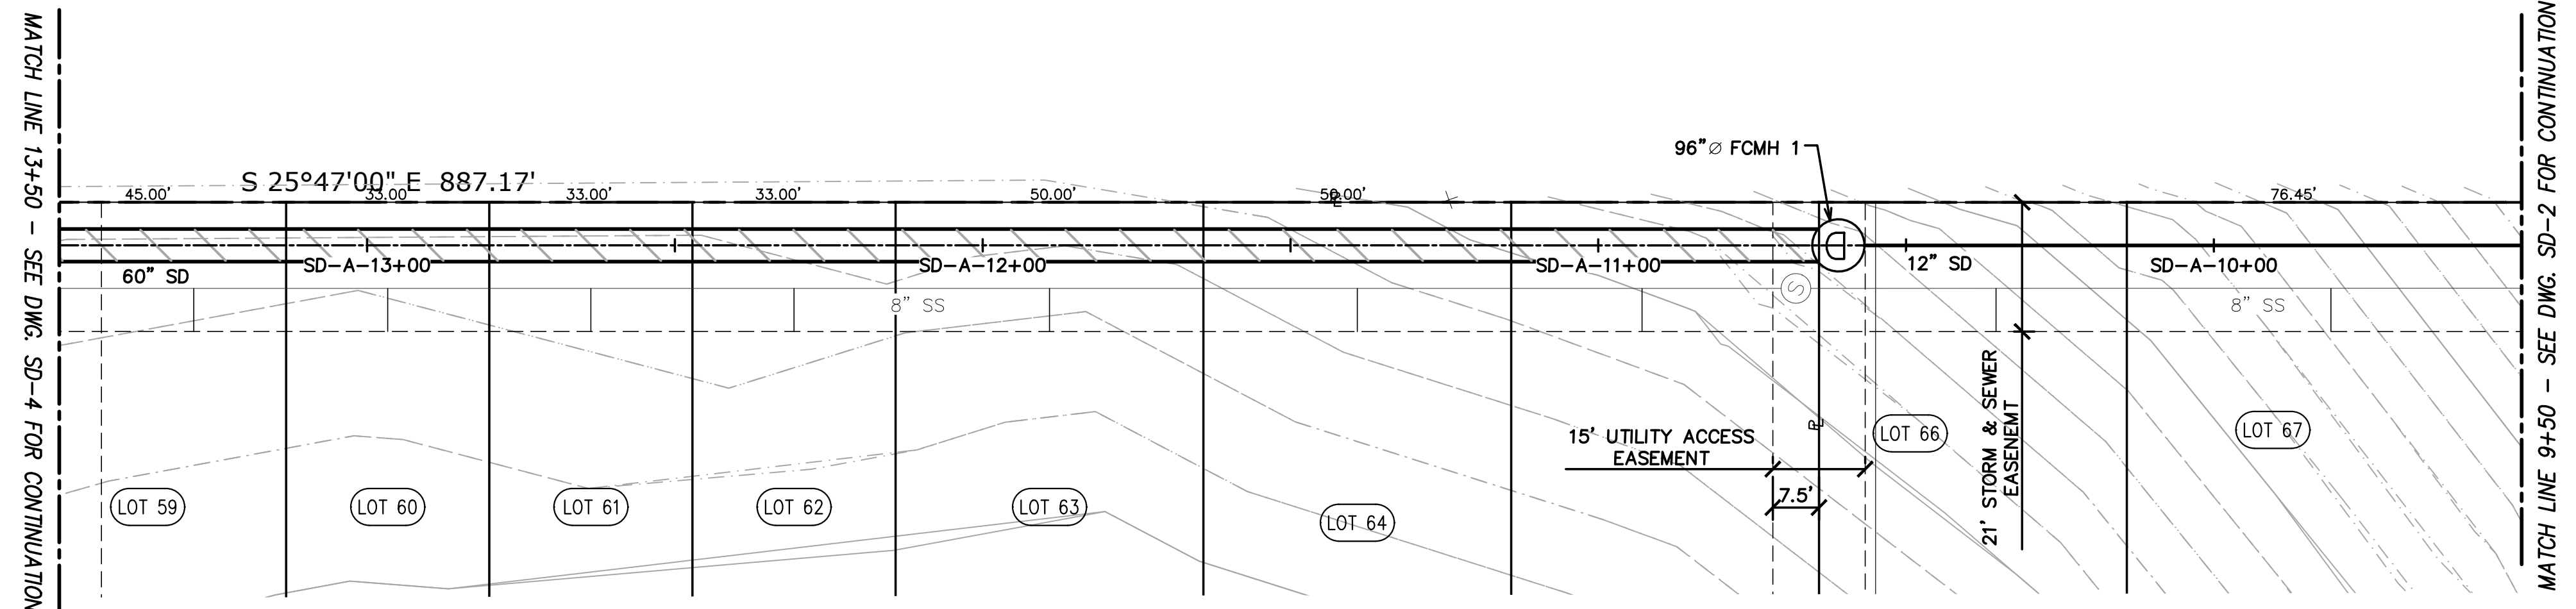 MATCH LINE 13+50 - SEE DWG. SD-4 FOR CONTINUATION
S 25°47'00" E 887.17'
45.00'
33.00'
33.00'
33.00'
50.00'
50.00'
76.45'
96"Ø FCMH 1
D
60" SD
SD-A-13+00
SD-A-12+00
SD-A-11+00
12" SD
SD-A-10+00
S
8" SS
8" SS
15' UTILITY ACCESS
EASEMENT
7.5'
21' STORM & SEWER
EASENEMT
LOT 59
LOT 60
LOT 61
LOT 62
LOT 63
LOT 64
LOT 66
LOT 67
MATCH LINE 9+50 - SEE DWG. SD-2 FOR CONTINUATION